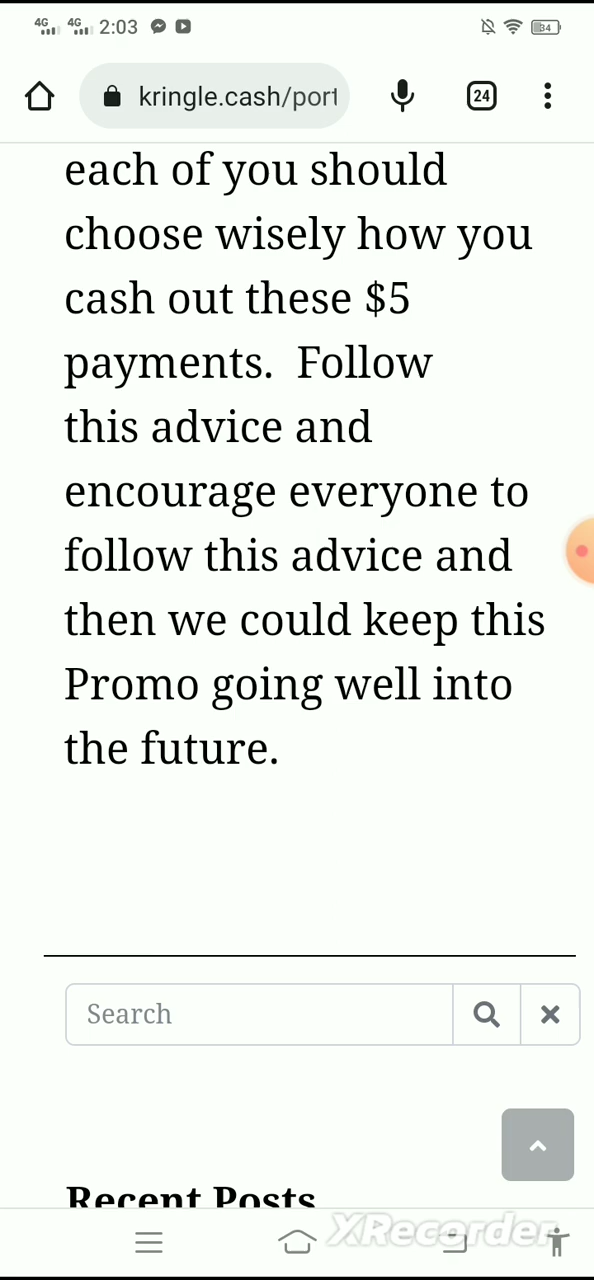 4G 4G 2:03 34
kringle.cash/port 24
each of you should
choose wisely how you
cash out these $5
payments.  Follow
this advice and
encourage everyone to
follow this advice and
then we could keep this
Promo going well into
the future.
Search
Recent Posts
XRecorder